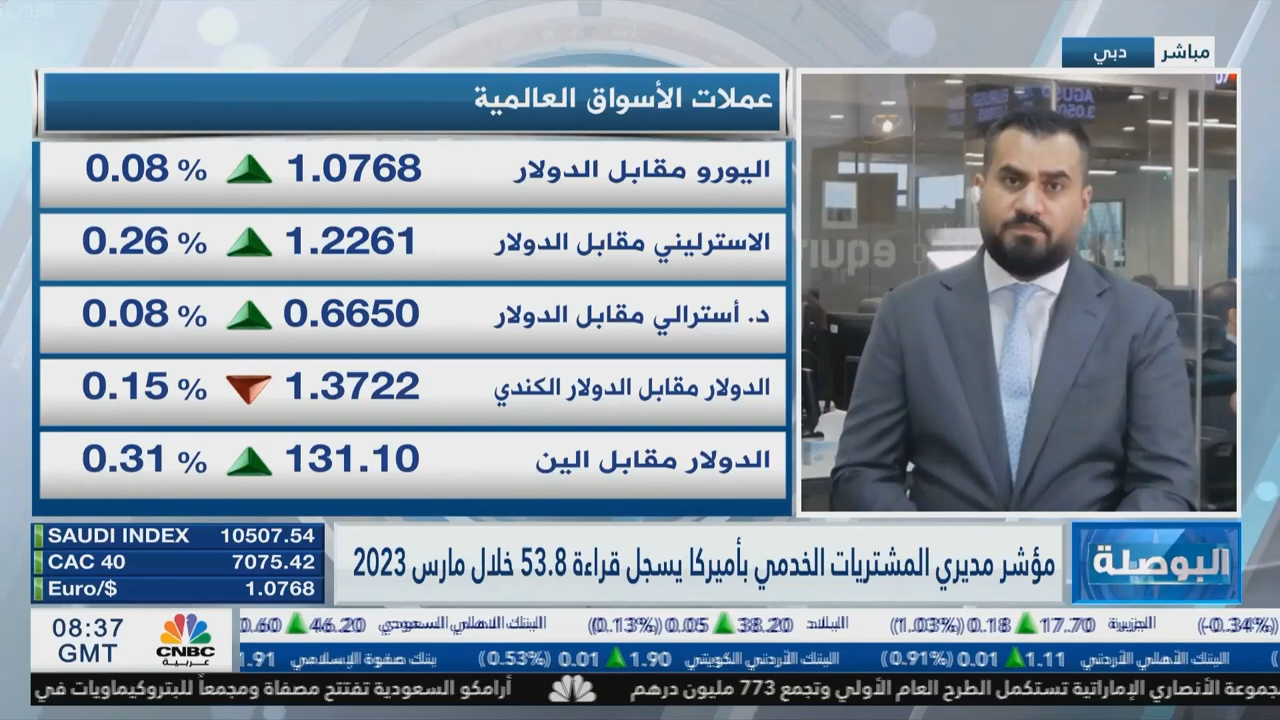 مباشر دبي
عملات الأسواق العالمية
اليورو مقابل الدولار 1.0768 ▲ 0.08 %
الاسترليني مقابل الدولار 1.2261 ▲ 0.26 %
د. أسترالي مقابل الدولار 0.6650 ▲ 0.08 %
الدولار مقابل الدولار الكندي 1.3722 ▼ 0.15 %
الدولار مقابل الين 131.10 ▲ 0.31 %
equiti
البوصلة
مؤشر مديري المشتريات الخدمي بأميركا يسجل قراءة 53.8 خلال مارس 2023
SAUDI INDEX 10507.54
CAC 40 7075.42
Euro/$ 1.0768
08:37
GMT
CNBC
عربية
(-0.34%) الجزيرة 17.70 ▲ 0.18 (1.03%) البلاد 38.20 ▲ 0.05 (0.13%) البنك الاهلي السعودي 46.20 ▲ 0.60
البنك الأهلي الأردني 1.11 ▲ 0.01 (0.91%) البنك الأردني الكويتي 1.90 ▲ 0.01 (0.53%) بنك صفوة الإسلامي 1.91
جموعة الأنصاري الإماراتية تستكمل الطرح العام الأولي وتجمع 773 مليون درهم أرامكو السعودية تفتتح مصفاة ومجمعاً للبتروكيماويات في